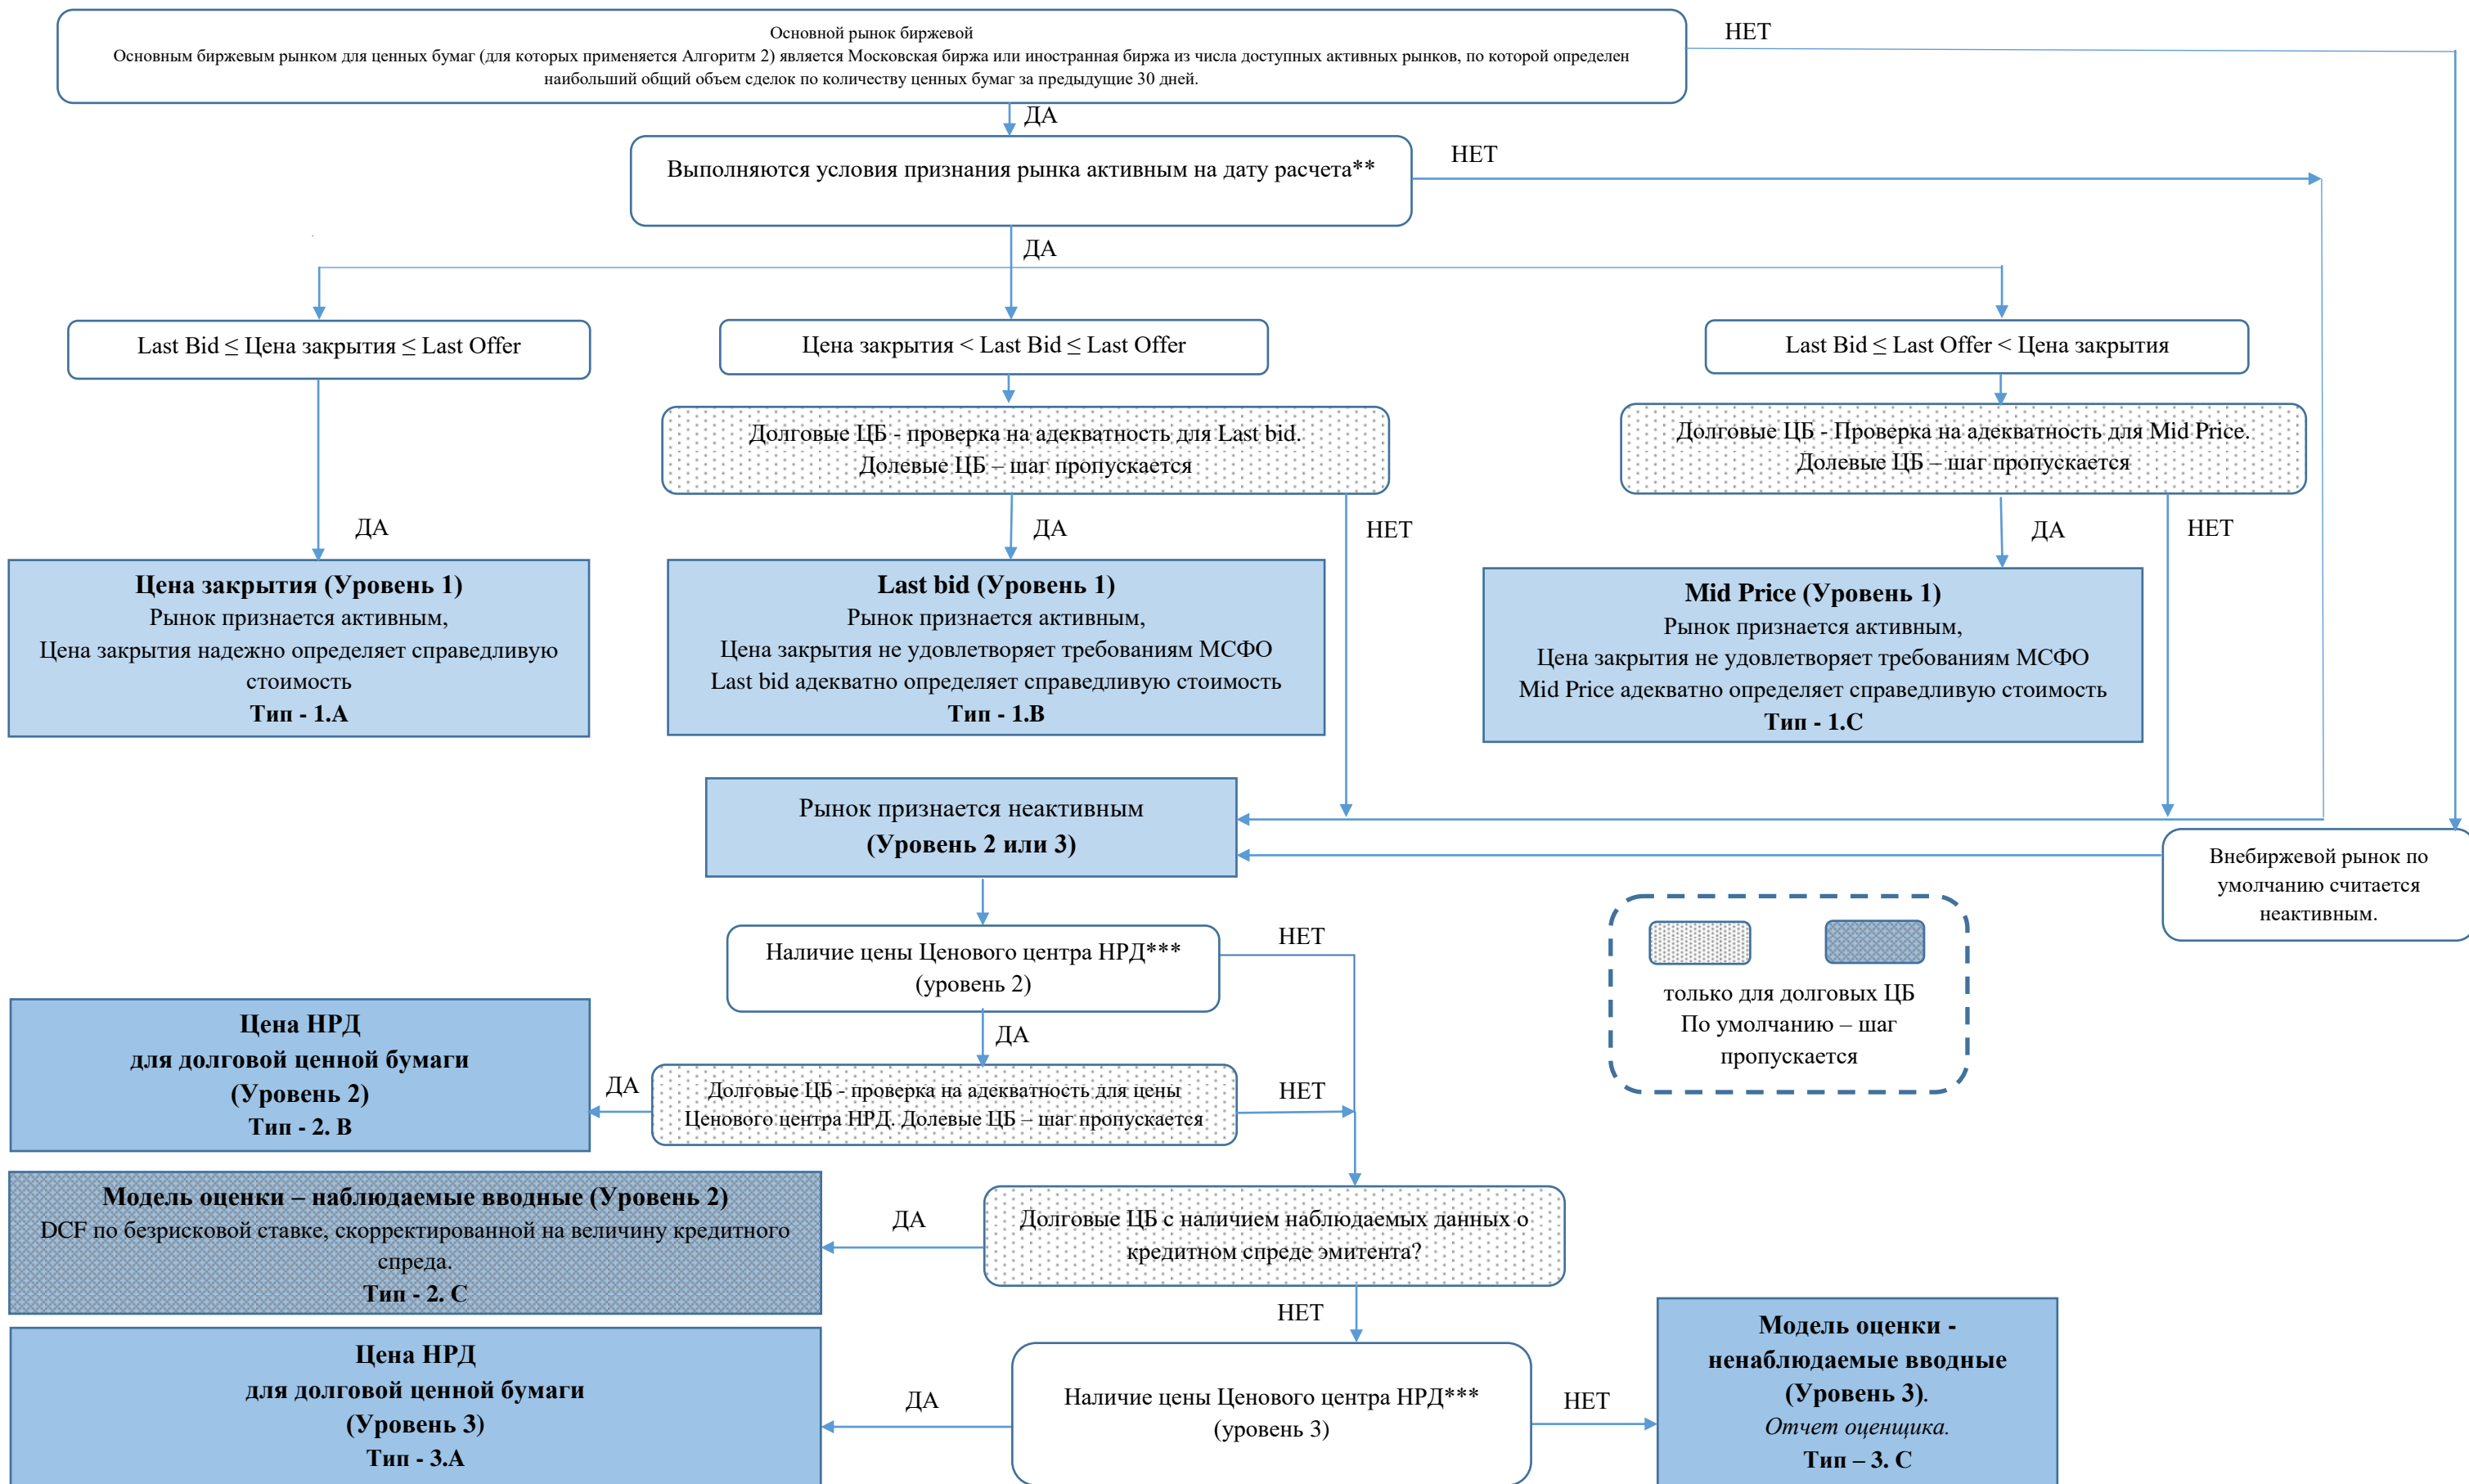 Основной рынок биржевой
Основным биржевым рынком для ценных бумаг (для которых применяется Алгоритм 2) является Московская биржа или иностранная биржа из числа доступных активных рынков, по которой определен
наибольший общий объем сделок по количеству ценных бумаг за предыдущие 30 дней.
НЕТ
ДА
Выполняются условия признания рынка активным на дату расчета**
НЕТ
ДА
Last Bid ≤ Цена закрытия ≤ Last Offer
Цена закрытия < Last Bid ≤ Last Offer
Last Bid ≤ Last Offer < Цена закрытия
Долговые ЦБ - проверка на адекватность для Last bid.
Долевые ЦБ – шаг пропускается
Долговые ЦБ - Проверка на адекватность для Mid Price.
Долевые ЦБ – шаг пропускается
ДА
ДА
НЕТ
ДА
НЕТ
Цена закрытия (Уровень 1)
Рынок признается активным,
Цена закрытия надежно определяет справедливую
стоимость
Тип - 1.A
Last bid (Уровень 1)
Рынок признается активным,
Цена закрытия не удовлетворяет требованиям МСФО
Last bid адекватно определяет справедливую стоимость
Тип - 1.B
Mid Price (Уровень 1)
Рынок признается активным,
Цена закрытия не удовлетворяет требованиям МСФО
Mid Price адекватно определяет справедливую стоимость
Тип - 1.C
Рынок признается неактивным
(Уровень 2 или 3)
Внебиржевой рынок по
умолчанию считается
неактивным.
Наличие цены Ценового центра НРД***
(уровень 2)
НЕТ
ДА
только для долговых ЦБ
По умолчанию – шаг
пропускается
Цена НРД
для долговой ценной бумаги
(Уровень 2)
Тип - 2. B
ДА
Долговые ЦБ - проверка на адекватность для цены
Ценового центра НРД. Долевые ЦБ – шаг пропускается
НЕТ
Модель оценки – наблюдаемые вводные (Уровень 2)
DCF по безрисковой ставке, скорректированной на величину кредитного
спреда.
Тип - 2. C
ДА
Долговые ЦБ с наличием наблюдаемых данных о
кредитном спреде эмитента?
НЕТ
Цена НРД
для долговой ценной бумаги
(Уровень 3)
Тип - 3.A
ДА
Наличие цены Ценового центра НРД***
(уровень 3)
НЕТ
Модель оценки -
ненаблюдаемые вводные
(Уровень 3).
Отчет оценщика.
Тип – 3. C